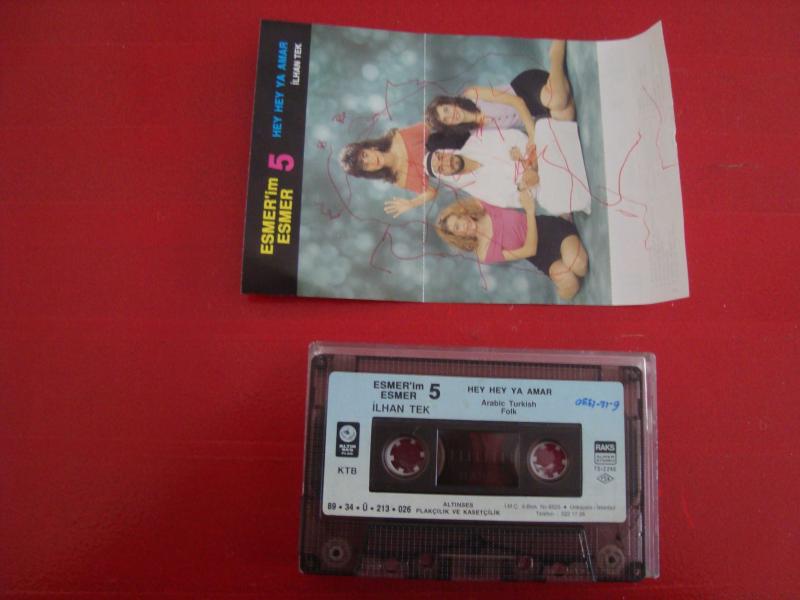 ESMER'im
ESMER
5
HEY HEY YA AMAR
İLHAN TEK
ESMER'im
ESMER
5
İLHAN TEK
HEY HEY YA AMAR
Arabic Turkish
Folk
KTB
RAKS
89 • 34 • Ü • 213 • 026
ALTINSES
PLAKÇILIK VE KASETÇİLİK